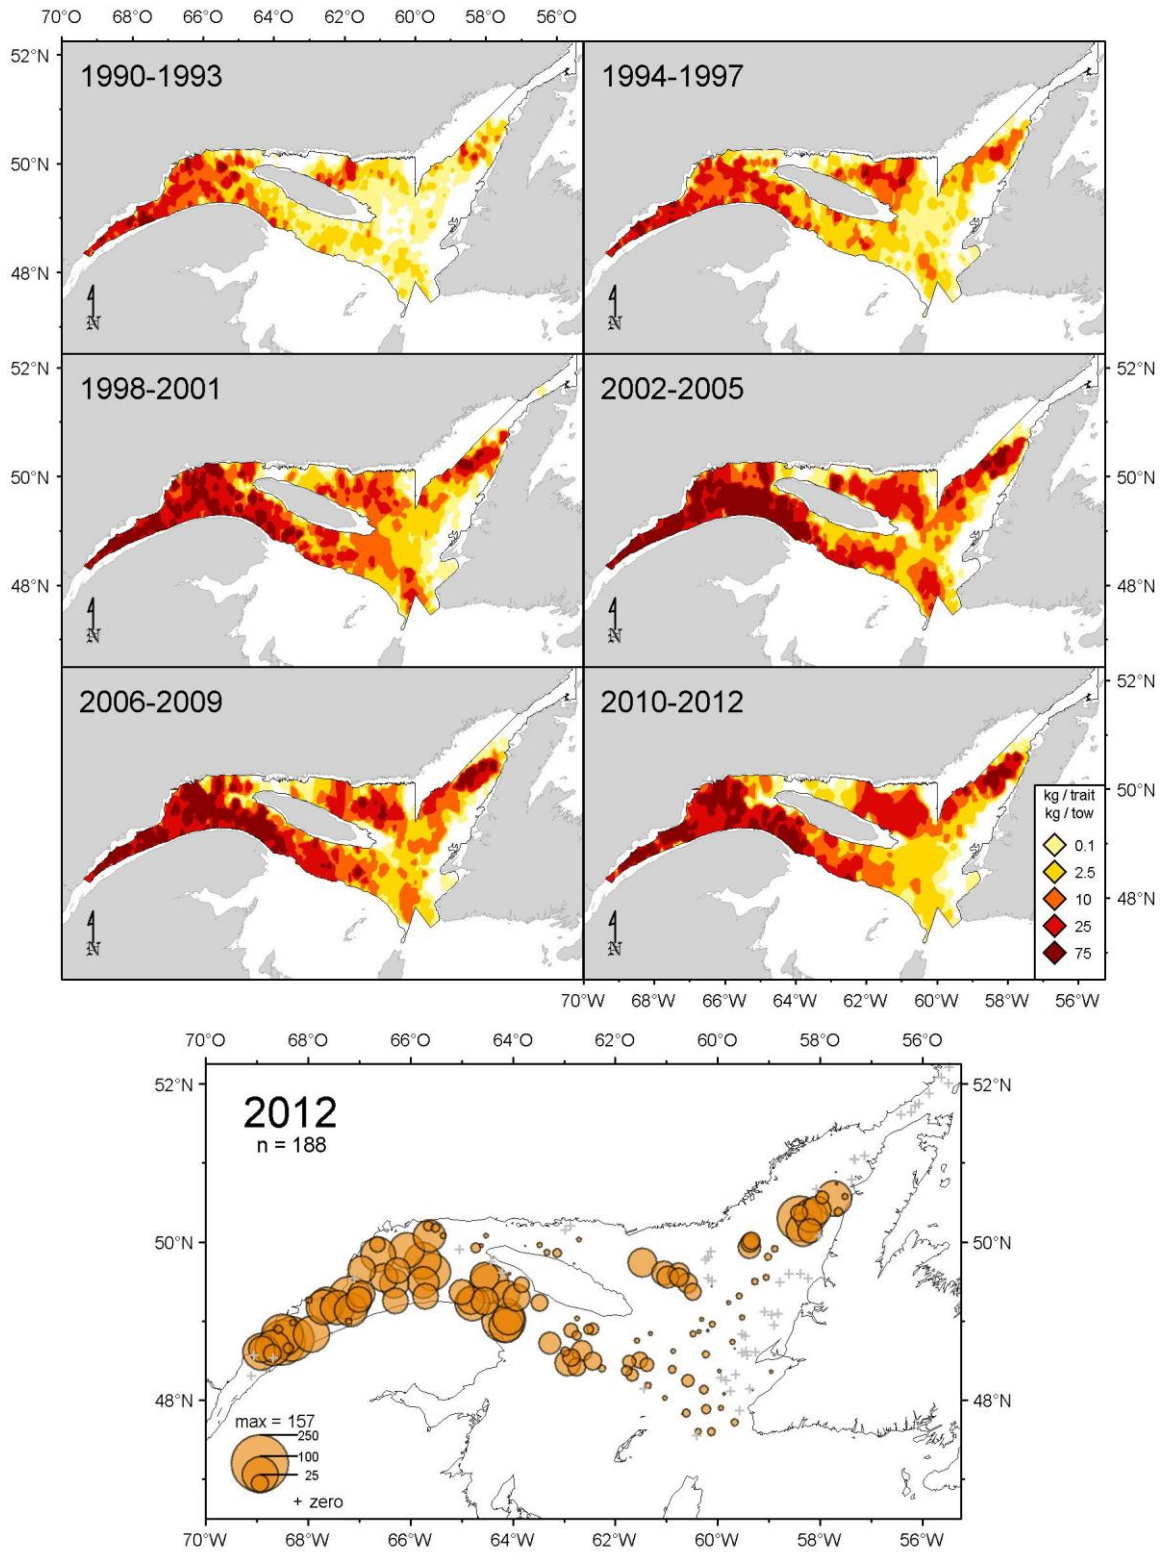 70°O 68°O 66°O 64°O 62°O 60°O 58°O 56°O
52°N
1990-1993
1994-1997
50°N
48°N
N
N
52°N
52°N
1998-2001
2002-2005
50°N
50°N
48°N
48°N
N
N
52°N
2006-2009
2010-2012
50°N
kg / trait
kg / tow
0.1
2.5
10
25
75
48°N
N
N
70°W 68°W 66°W 64°W 62°W 60°W 58°W 56°W
70°O 68°O 66°O 64°O 62°O 60°O 58°O 56°O
52°N
52°N
2012
n = 188
50°N
50°N
48°N
48°N
max = 157
250
100
25
+ zero
70°W 68°W 66°W 64°W 62°W 60°W 58°W 56°W